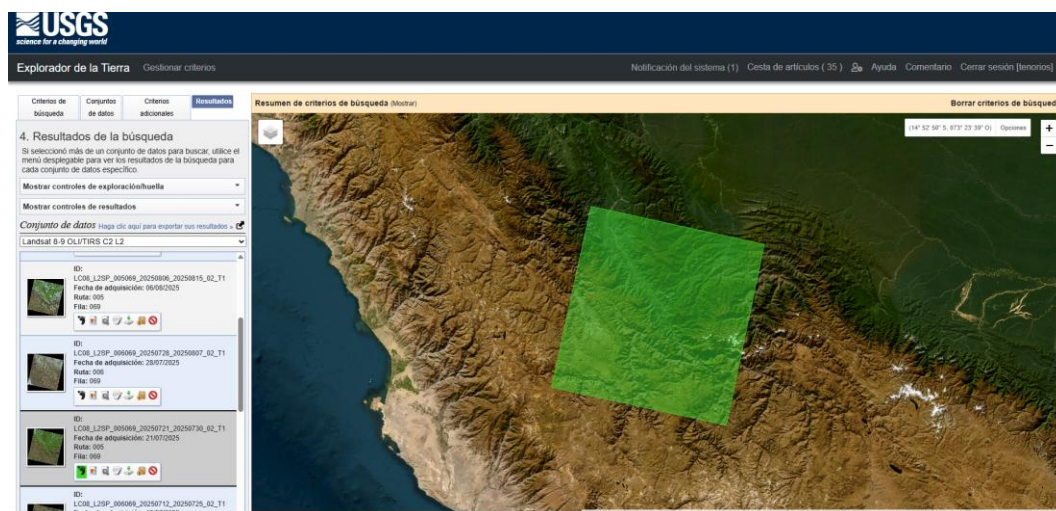 USGS
science for a changing world
Explorador de la Tierra Gestionar criterios
Notificación del sistema (1) Cesta de artículos ( 35 ) Ayuda Comentario Cerrar sesión [tenorios]
Criterios de búsqueda
Conjuntos de datos
Criterios adicionales
Resultados
Resumen de criterios de búsqueda (Mostrar)
Borrar criterios de búsqued
4. Resultados de la búsqueda
Si seleccionó más de un conjunto de datos para buscar, utilice el
menú desplegable para ver los resultados de la búsqueda para
cada conjunto de datos específico.
Mostrar controles de exploración/huella
Mostrar controles de resultados
Conjunto de datos Haga clic aquí para exportar sus resultados »
Landsat 8-9 OLI/TIRS C2 L2
ID:
LC08_L2SP_005069_20250806_20250815_02_T1
Fecha de adquisición: 06/08/2025
Ruta: 005
Fila: 069
ID:
LC08_L2SP_006069_20250728_20250807_02_T1
Fecha de adquisición: 28/07/2025
Ruta: 006
Fila: 069
ID:
LC08_L2SP_005069_20250721_20250730_02_T1
Fecha de adquisición: 21/07/2025
Ruta: 005
Fila: 069
ID:
LC08_L2SP_006069_20250712_20250725_02_T1
(14° 52' 50" S, 073° 23' 39" O) Opciones
+
−